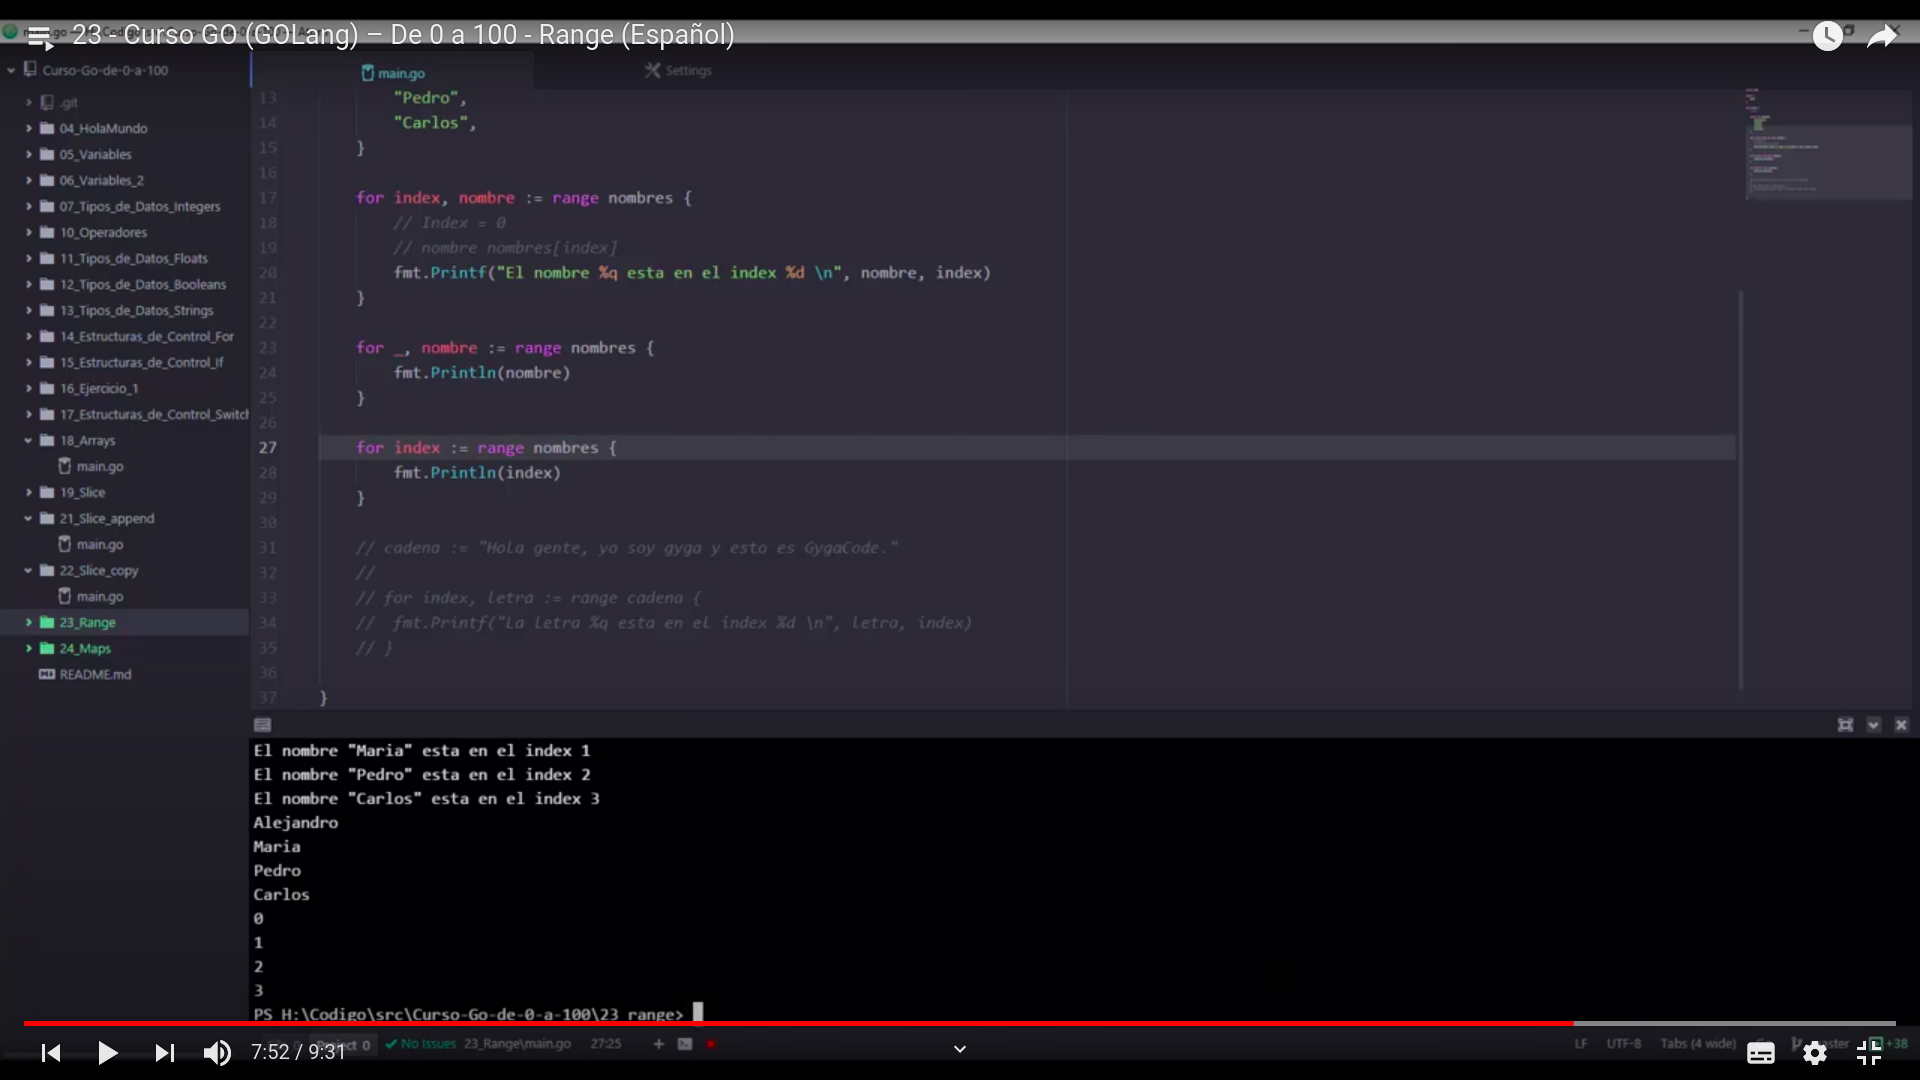 23 - Curso GO (GOLang) – De 0 a 100 - Range (Español)
Curso-Go-de-0-a-100
.git
04_HolaMundo
05_Variables
06_Variables_2
07_Tipos_de_Datos_Integers
10_Operadores
11_Tipos_de_Datos_Floats
12_Tipos_de_Datos_Booleans
13_Tipos_de_Datos_Strings
14_Estructuras_de_Control_For
15_Estructuras_de_Control_If
16_Ejercicio_1
17_Estructuras_de_Control_Switch
18_Arrays
main.go
19_Slice
21_Slice_append
main.go
22_Slice_copy
main.go
23_Range
24_Maps
README.md
main.go
Settings
13 "Pedro",
14 "Carlos",
15 }
16
17 for index, nombre := range nombres {
18 // Index = 0
19 // nombre nombres[index]
20 fmt.Printf("El nombre %q esta en el index %d \n", nombre, index)
21 }
22
23 for _, nombre := range nombres {
24 fmt.Println(nombre)
25 }
26
27 for index := range nombres {
28 fmt.Println(index)
29 }
30
31 // cadena := "Hola gente, yo soy gyga y esto es GygaCode."
32 //
33 // for index, letra := range cadena {
34 // fmt.Printf("La letra %q esta en el index %d \n", letra, index)
35 // }
36
37 }
El nombre "Maria" esta en el index 1
El nombre "Pedro" esta en el index 2
El nombre "Carlos" esta en el index 3
Alejandro
Maria
Pedro
Carlos
0
1
2
3
PS H:\Codigo\src\Curso-Go-de-0-a-100\23_range>
7:52 / 9:31
0 No Issues 23_Range\main.go 27:25
LF UTF-8 Tabs (4 wide) +38